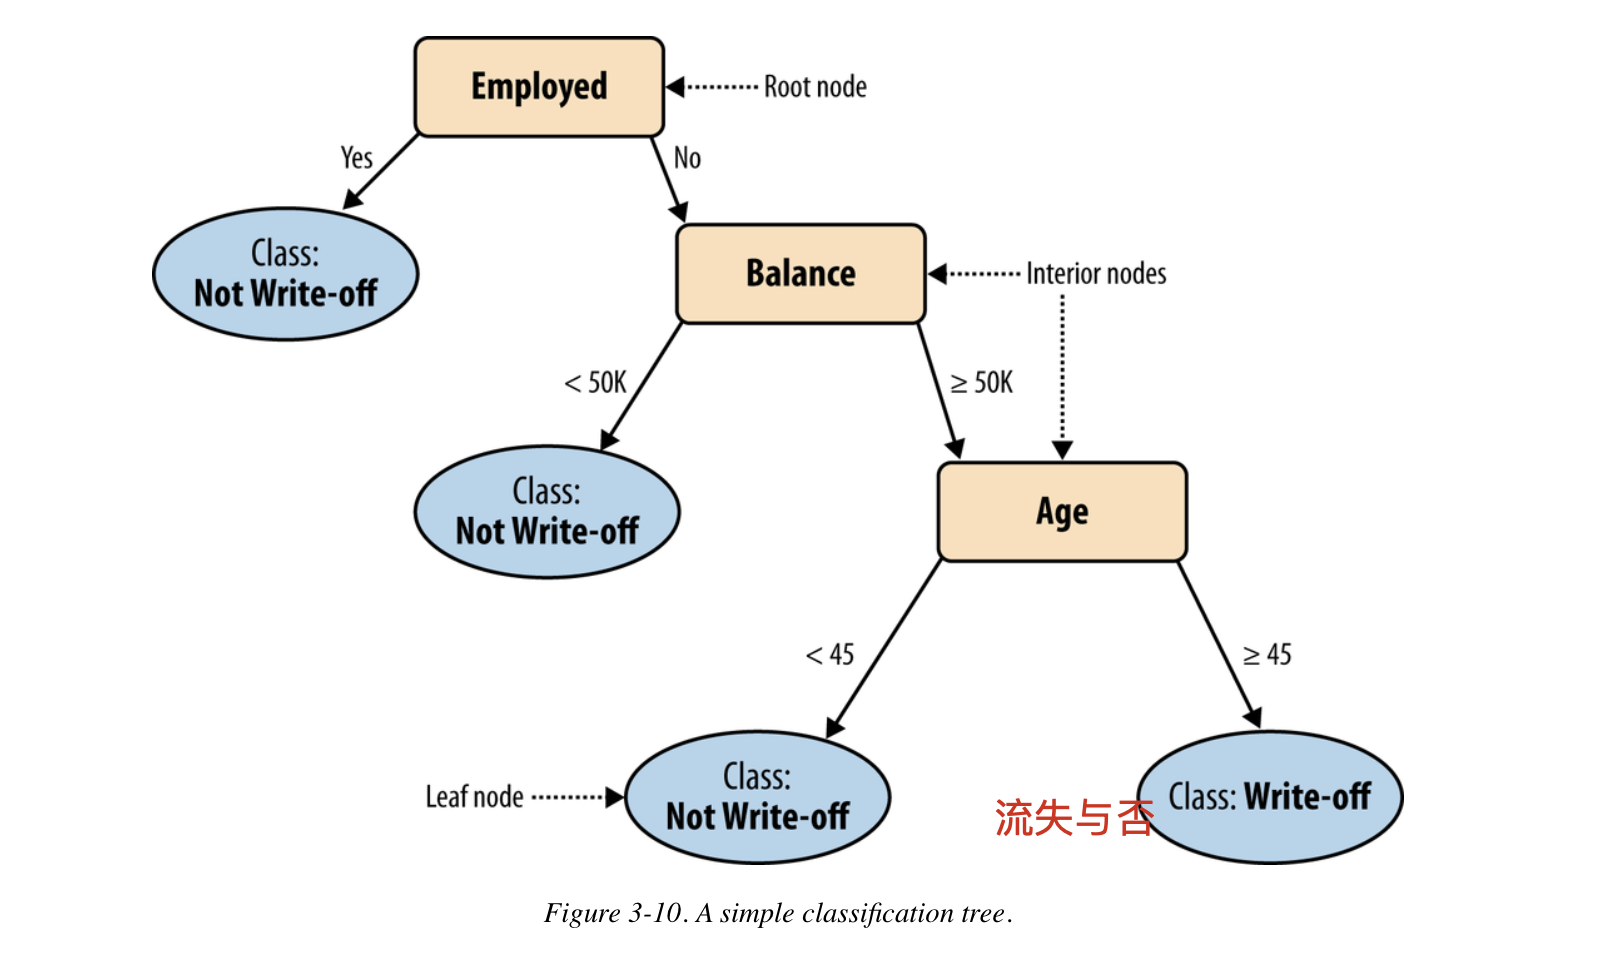 Employed
Root node
Yes
No
Class:
Not Write-off
Balance
Interior nodes
< 50K
≥ 50K
Class:
Not Write-off
Age
< 45
≥ 45
Leaf node
Class:
Not Write-off
流失与否
Class: Write-off
Figure 3-10. A simple classification tree.